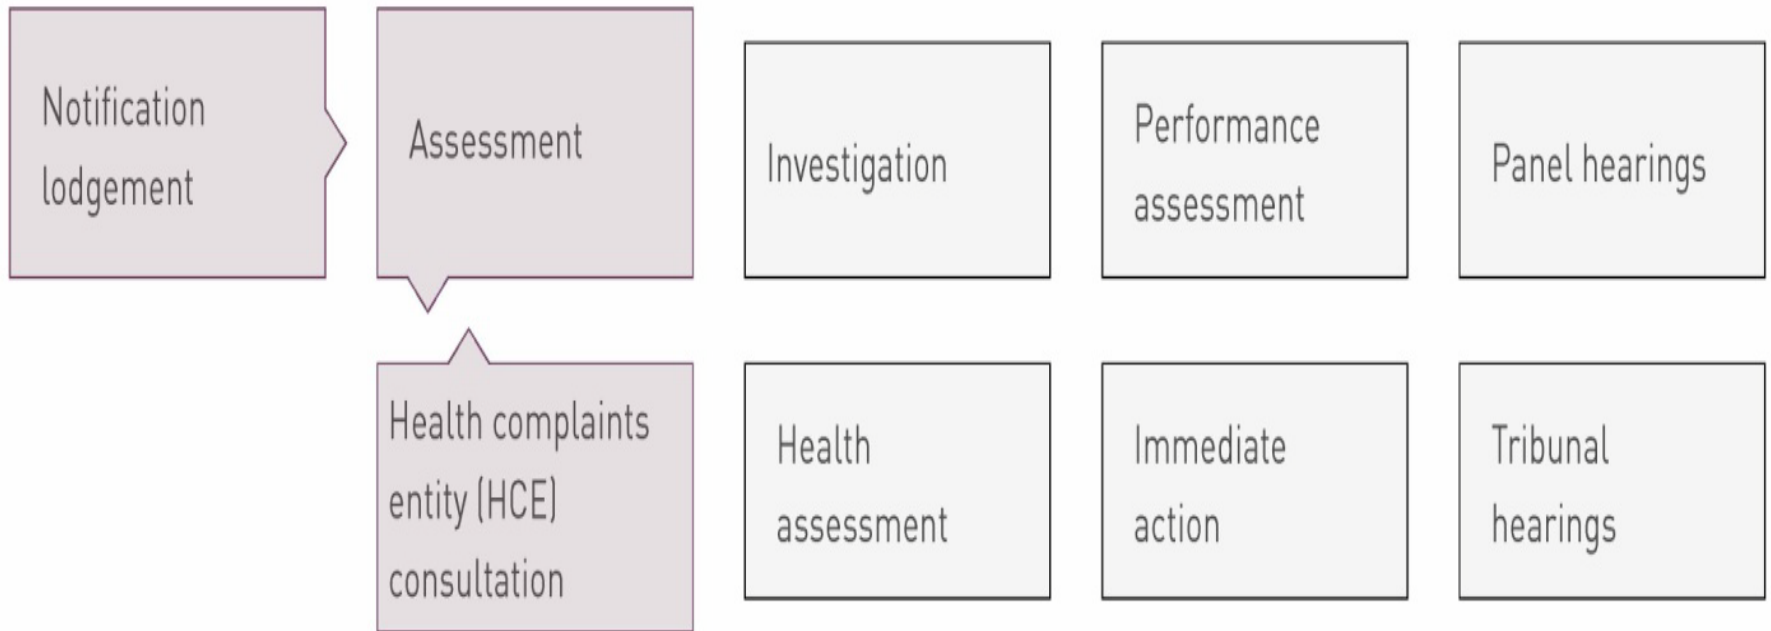 Notification
lodgement
Assessment
Investigation
Performance
assessment
Panel hearings
Health complaints
entity (HCE)
consultation
Health
assessment
Immediate
action
Tribunal
hearings